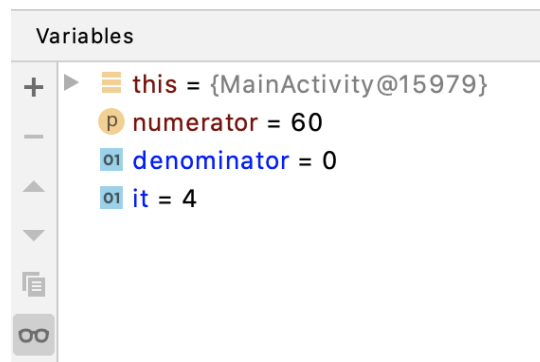 Variables
this = {MainActivity@15979}
p numerator = 60
01 denominator = 0
01 it = 4